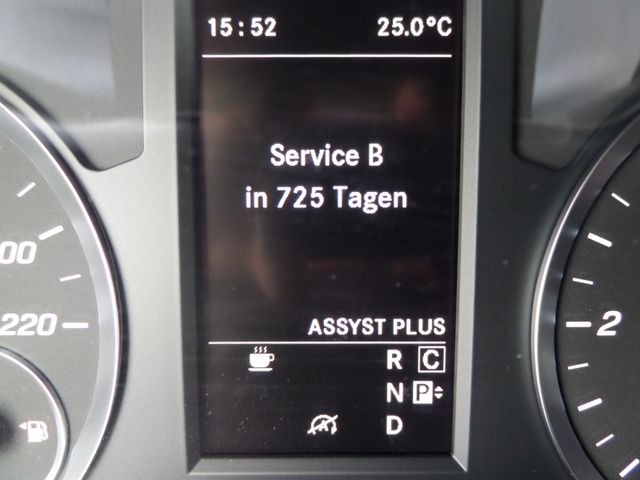 15:52 25.0°C
Service B
in 725 Tagen
ASSYST PLUS
R C
N P
D
220
2